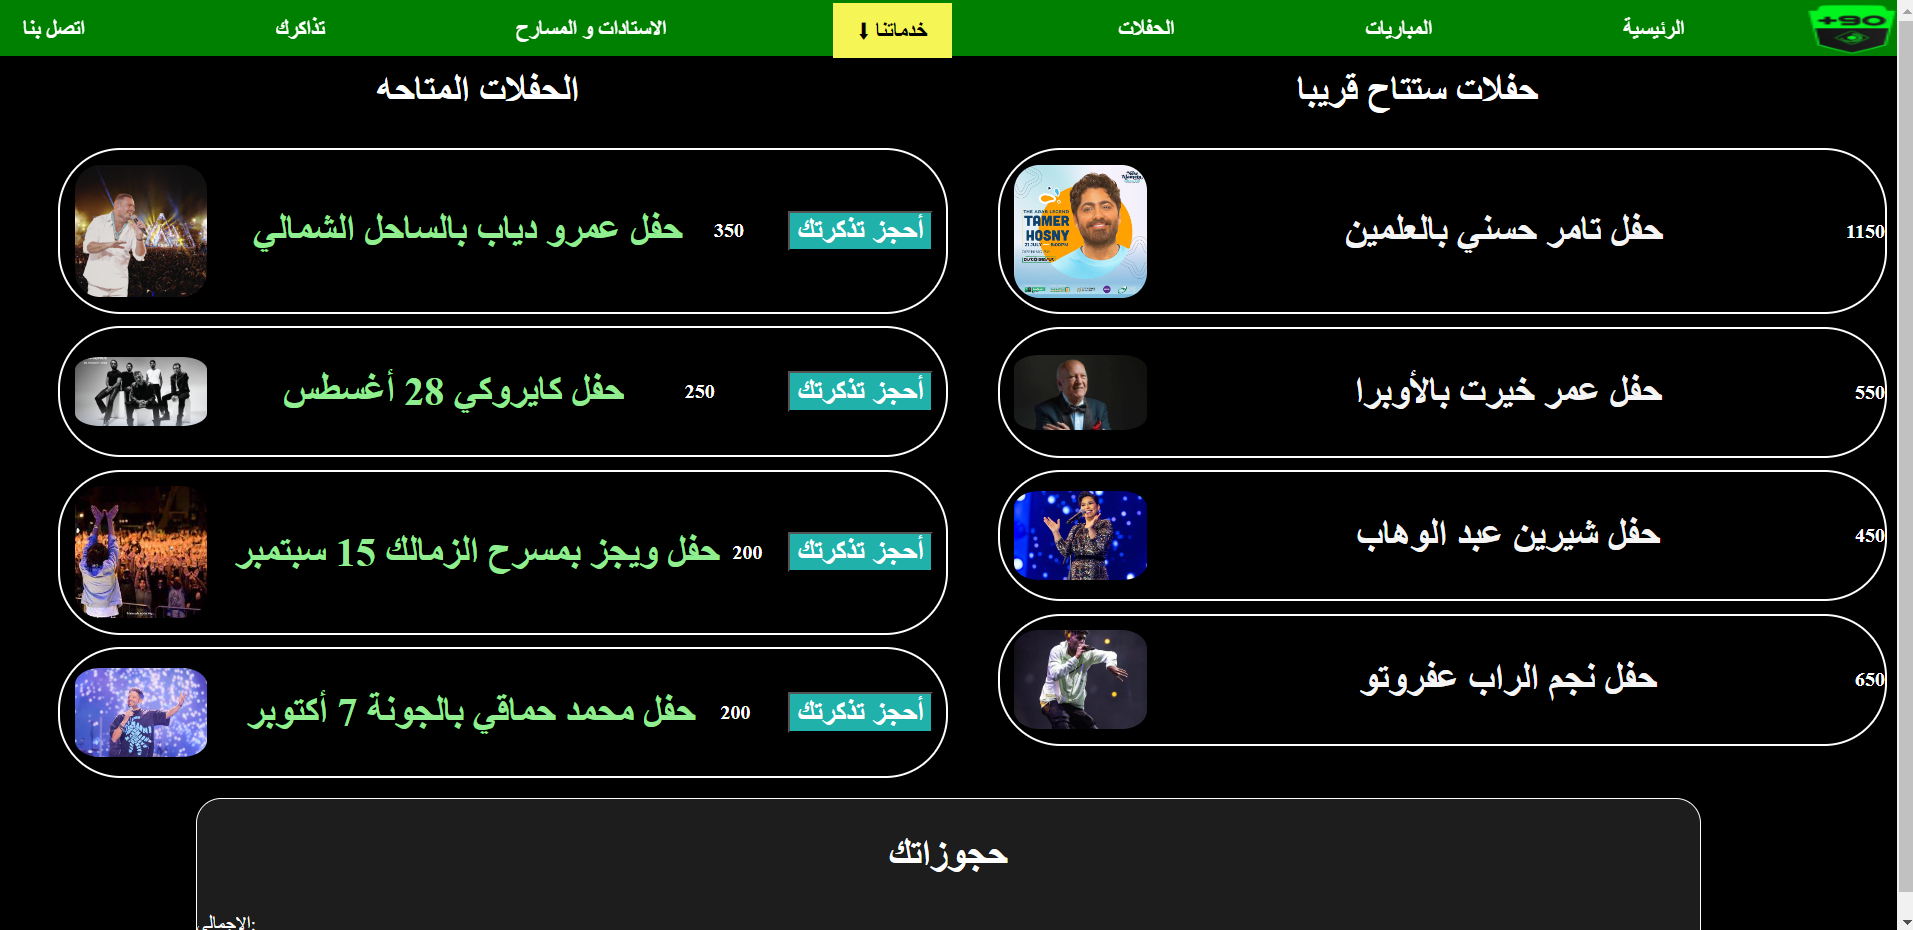 +90
الرئيسية
المباريات
الحفلات
خدماتنا ⬇
الاستادات و المسارح
تذاكرك
اتصل بنا
حفلات ستتاح قريبا
1150
حفل تامر حسني بالعلمين
THE ARAB LEGEND
TAMER
HOSNY
21 JULY
550
حفل عمر خيرت بالأوبرا
450
حفل شيرين عبد الوهاب
650
حفل نجم الراب عفروتو
الحفلات المتاحه
أحجز تذكرتك
350
حفل عمرو دياب بالساحل الشمالي
أحجز تذكرتك
250
حفل كايروكي 28 أغسطس
أحجز تذكرتك
200
حفل ويجز بمسرح الزمالك 15 سبتمبر
أحجز تذكرتك
200
حفل محمد حماقي بالجونة 7 أكتوبر
حجوزاتك
الاجمالي: